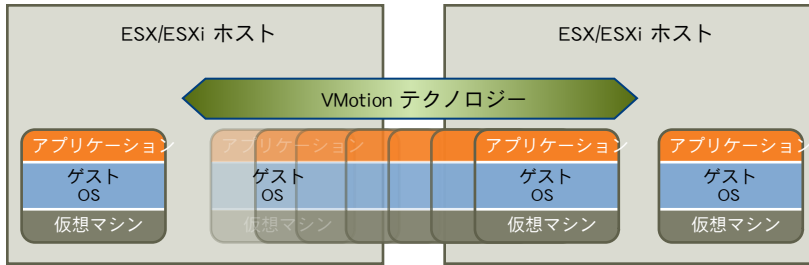 ESX/ESXi ホスト
ESX/ESXi ホスト
VMotion テクノロジー
アプリケーション
ゲスト
OS
仮想マシン
アプリケーション
ゲスト
OS
仮想マシン
アプリケーション
ゲスト
OS
仮想マシン
アプリケーション
ゲスト
OS
仮想マシン